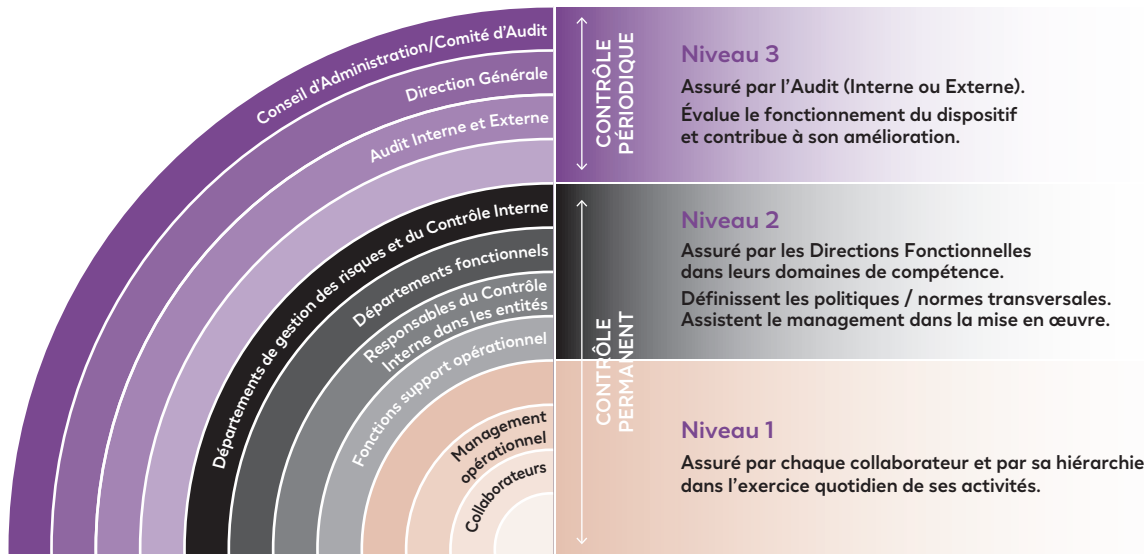 Conseil d’Administration/Comité d’Audit
Direction Générale
Audit Interne et Externe
Départements de gestion des risques et du Contrôle Interne
Départements fonctionnels
Responsables du Contrôle
Interne dans les entités
Fonctions support opérationnel
Management
opérationnel
Collaborateurs
CONTRÔLE
PÉRIODIQUE
Niveau 3
Assuré par l’Audit (Interne ou Externe).
Évalue le fonctionnement du dispositif
et contribue à son amélioration.
CONTRÔLE
PERMANENT
Niveau 2
Assuré par les Directions Fonctionnelles
dans leurs domaines de compétence.
Définissent les politiques / normes transversales.
Assistent le management dans la mise en œuvre.
Niveau 1
Assuré par chaque collaborateur et par sa hiérarchie
dans l’exercice quotidien de ses activités.